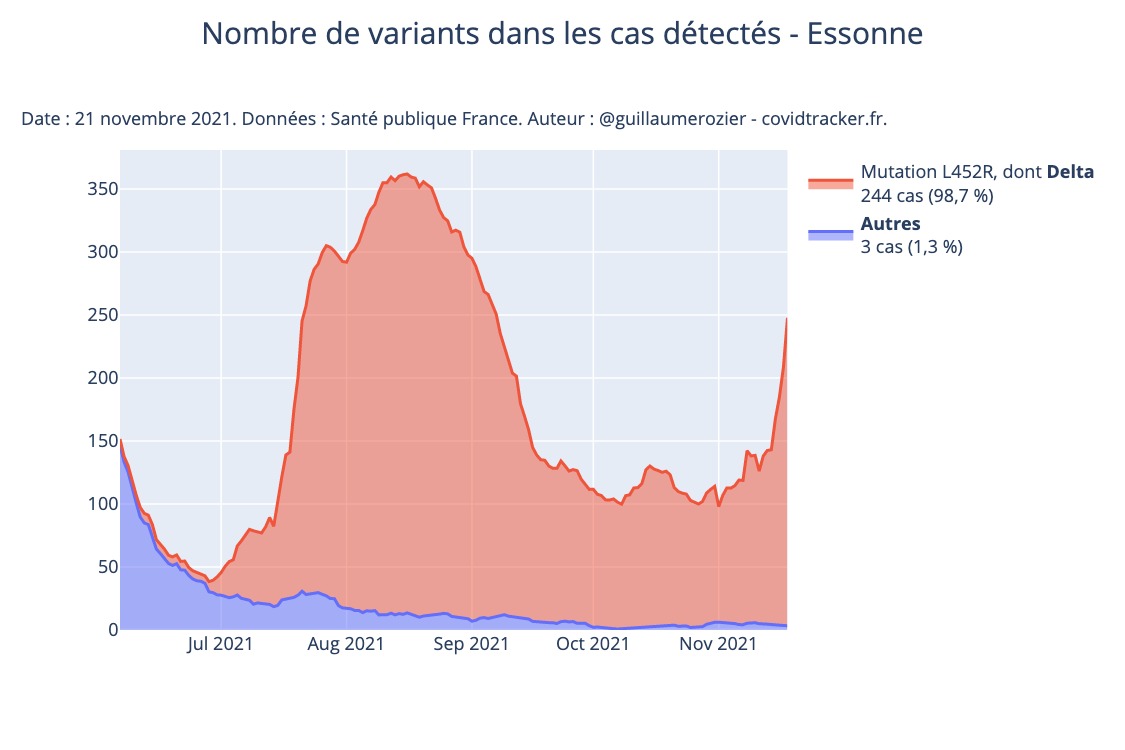 Nombre de variants dans les cas détectés - Essonne
Date : 21 novembre 2021. Données : Santé publique France. Auteur : @guillaumerozier - covidtracker.fr.
Mutation L452R, dont Delta
244 cas (98,7 %)
Autres
3 cas (1,3 %)
350
300
250
200
150
100
50
0
Jul 2021
Aug 2021
Sep 2021
Oct 2021
Nov 2021